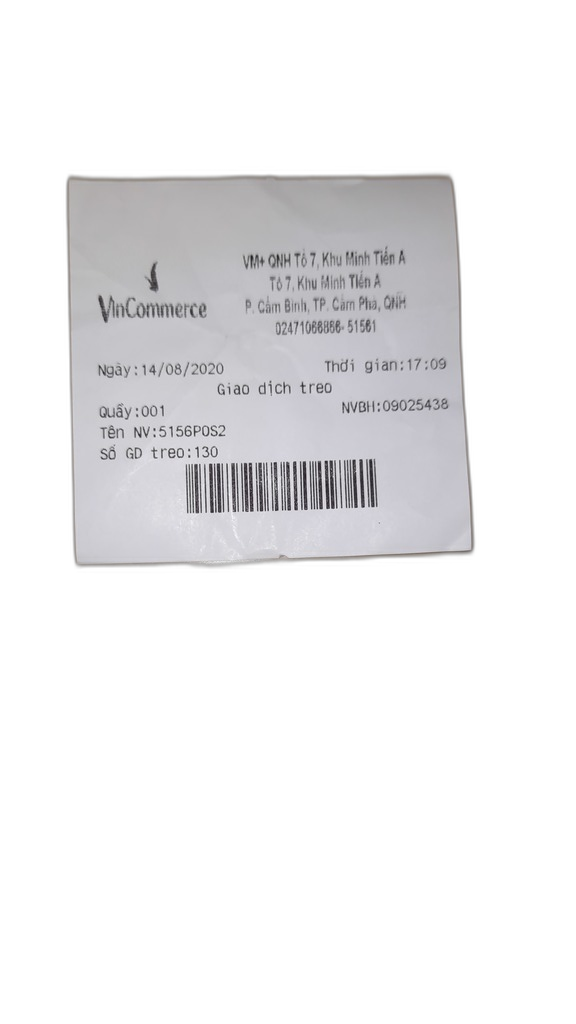 VinCommerce
VM+ QNH Tổ 7, Khu Minh Tiến A
Tổ 7, Khu Minh Tiến A
P. Cẩm Bình, TP. Cẩm Phả, QNH
02471066866- 51561
Ngày:14/08/2020 Thời gian:17:09
Giao dịch treo
Quầy:001 NVBH:09025438
Tên NV:5156POS2
Số GD treo:130